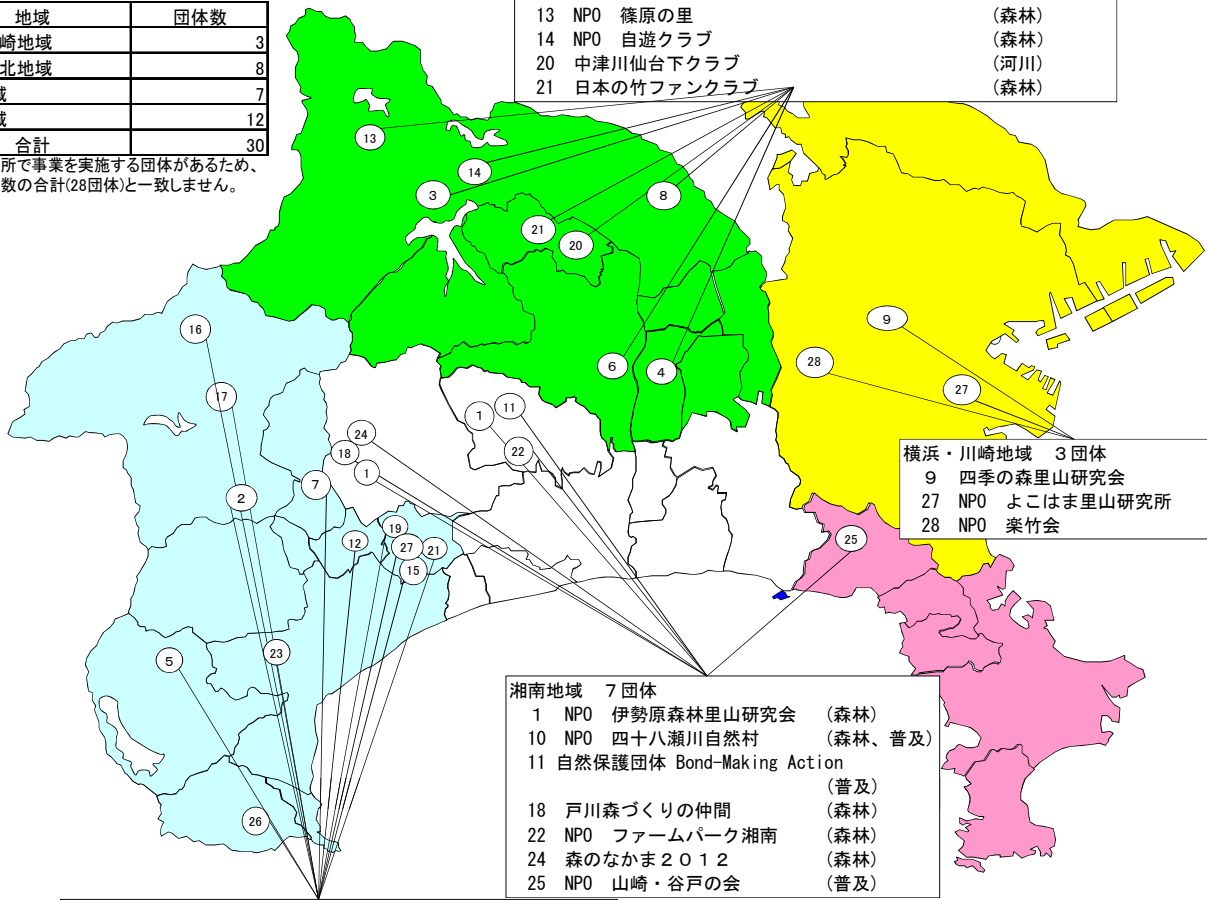 地域 団体数
崎地域 3
北地域 8
域 7
域 12
合計 30
所で事業を実施する団体があるため、
数の合計(28団体)と一致しません。
13 NPO 篠原の里 (森林)
14 NPO 自遊クラブ (森林)
20 中津川仙台下クラブ (河川)
21 日本の竹ファンクラブ (森林)
13
14
3
8
21
20
6
4
9
28
27
16
17
2
24
18
1
7
1
11
22
12
19
27
21
15
25
5
23
26
横浜・川崎地域 3団体
9 四季の森里山研究会
27 NPO よこはま里山研究所
28 NPO 楽竹会
湘南地域 7団体
1 NPO 伊勢原森林里山研究会 (森林)
10 NPO 四十八瀬川自然村 (森林、普及)
11 自然保護団体 Bond-Making Action
(普及)
18 戸川森づくりの仲間 (森林)
22 NPO ファームパーク湘南 (森林)
24 森のなかま２０１２ (森林)
25 NPO 山崎・谷戸の会 (普及)